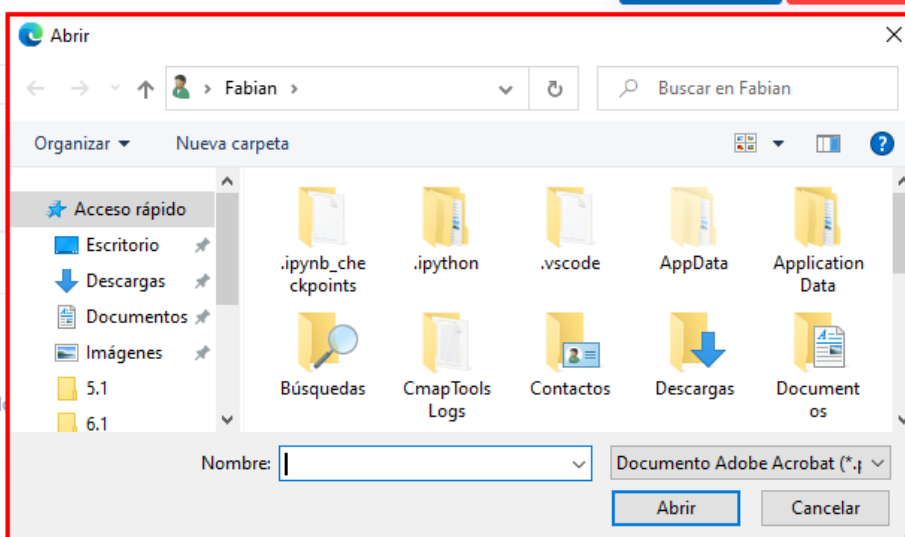 Abrir
Fabian
Buscar en Fabian
Organizar
Nueva carpeta
Acceso rápido
Escritorio
Descargas
Documentos
Imágenes
5.1
6.1
.ipynb_che
ckpoints
.ipython
.vscode
AppData
Application
Data
Búsquedas
CmapTools
Logs
Contactos
Descargas
Document
os
Nombre:
Documento Adobe Acrobat (*.p
Abrir
Cancelar